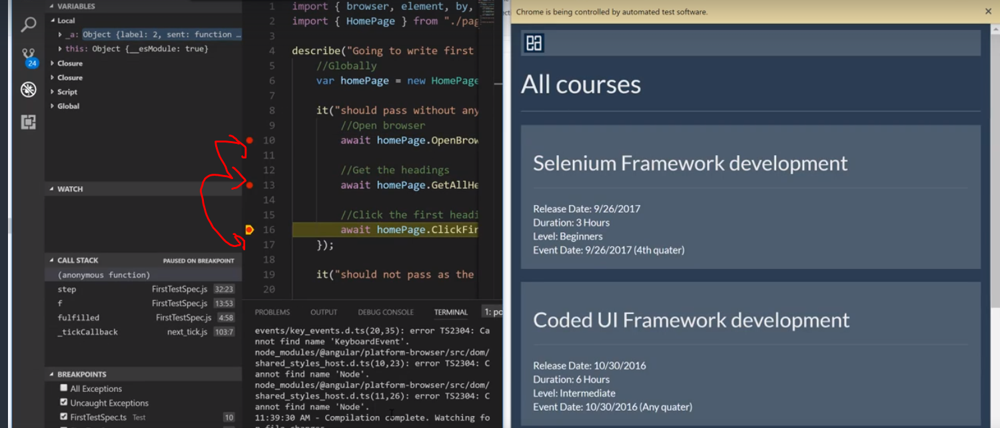 VARIABLES
Local
_a: Object {label: 2, sent: function …
this: Object {__esModule: true}
Closure
Closure
Script
Global
24
WATCH
CALL STACK PAUSED ON BREAKPOINT
(anonymous function)
step FirstTestSpec.js 32:23
f FirstTestSpec.js 13:53
fulfilled FirstTestSpec.js 4:58
_tickCallback next_tick.js 103:7
BREAKPOINTS
All Exceptions
Uncaught Exceptions
FirstTestSpec.ts Test 10
1 import { browser, element, by,
2 import { HomePage } from "./pag
3
4 describe("Going to write first
5 //Globally
6 var homePage = new HomePage
7
8 it("should pass without any
9 //Open browser
10 await homePage.OpenBrow
11
12 //Get the headings
13 await homePage.GetAllHe
14
15 //Click the first headi
16 await homePage.ClickFir
17 });
18
19 it("should not pass as the
20
PROBLEMS OUTPUT DEBUG CONSOLE TERMINAL 1: po
events/key_events.d.ts(20,35): error TS2304: Ca
nnot find name 'KeyboardEvent'.
node_modules/@angular/platform-browser/src/dom/
shared_styles_host.d.ts(10,23): error TS2304: C
annot find name 'Node'.
node_modules/@angular/platform-browser/src/dom/
shared_styles_host.d.ts(11,26): error TS2304: C
annot find name 'Node'.
11:39:30 AM - Compilation complete. Watching fo
r file changes.
Chrome is being controlled by automated test software.
ea
All courses
Selenium Framework development
Release Date: 9/26/2017
Duration: 3 Hours
Level: Beginners
Event Date: 9/26/2017 (4th quater)
Coded UI Framework development
Release Date: 10/30/2016
Duration: 6 Hours
Level: Intermediate
Event Date: 10/30/2016 (Any quater)